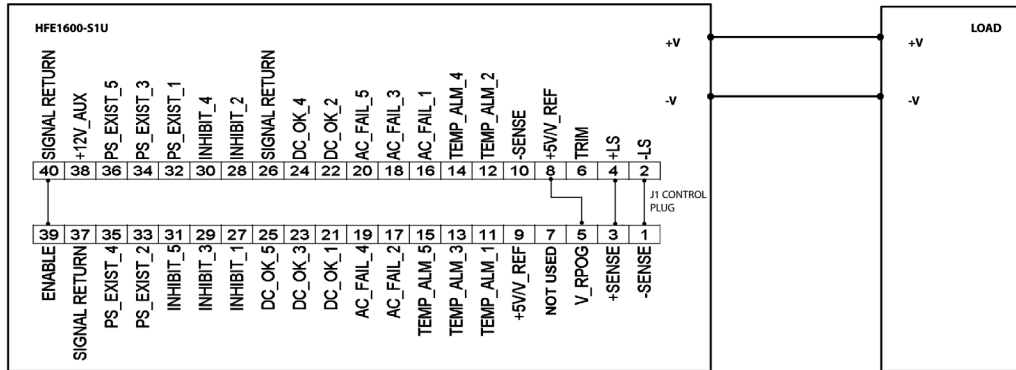 HFE1600-S1U
LOAD
+V
+V
-V
-V
SIGNAL RETURN
+12V_AUX
PS_EXIST_5
PS_EXIST_3
PS_EXIST_1
INHIBIT_4
INHIBIT_2
SIGNAL RETURN
DC_OK_4
DC_OK_2
AC_FAIL_5
AC_FAIL_3
AC_FAIL_1
TEMP_ALM_4
TEMP_ALM_2
-SENSE
+5V/V_REF
TRIM
+LS
-LS
40 38 36 34 32 30 28 26 24 22 20 18 16 14 12 10 8 6 4 2
J1 CONTROL
PLUG
39 37 35 33 31 29 27 25 23 21 19 17 15 13 11 9 7 5 3 1
ENABLE
SIGNAL RETURN
PS_EXIST_4
PS_EXIST_2
INHIBIT_5
INHIBIT_3
INHIBIT_1
DC_OK_5
DC_OK_3
DC_OK_1
AC_FAIL_4
AC_FAIL_2
TEMP_ALM_5
TEMP_ALM_3
TEMP_ALM_1
+5V/V_REF
NOT USED
V_RPOG
+SENSE
-SENSE